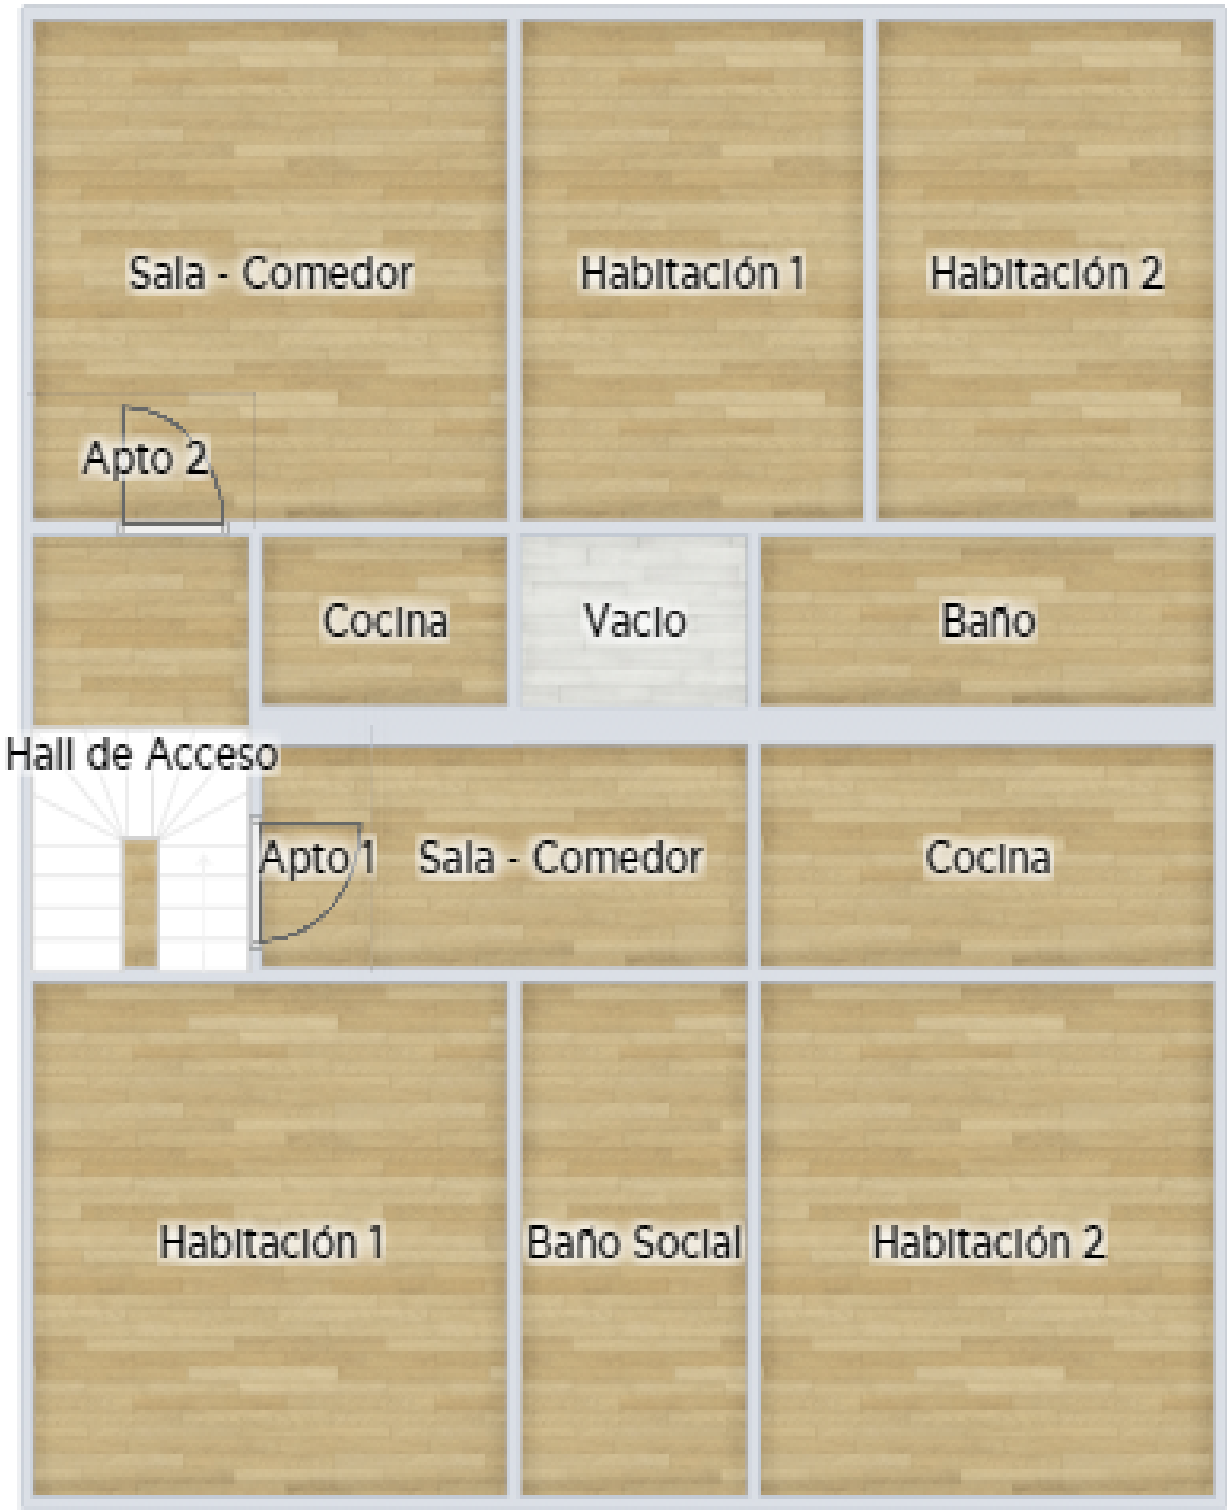 Sala - Comedor
Habitación 1
Habitación 2
Apto 2
Cocina
Vacio
Baño
Hall de Acceso
Apto 1
Sala - Comedor
Cocina
Habitación 1
Baño Social
Habitación 2